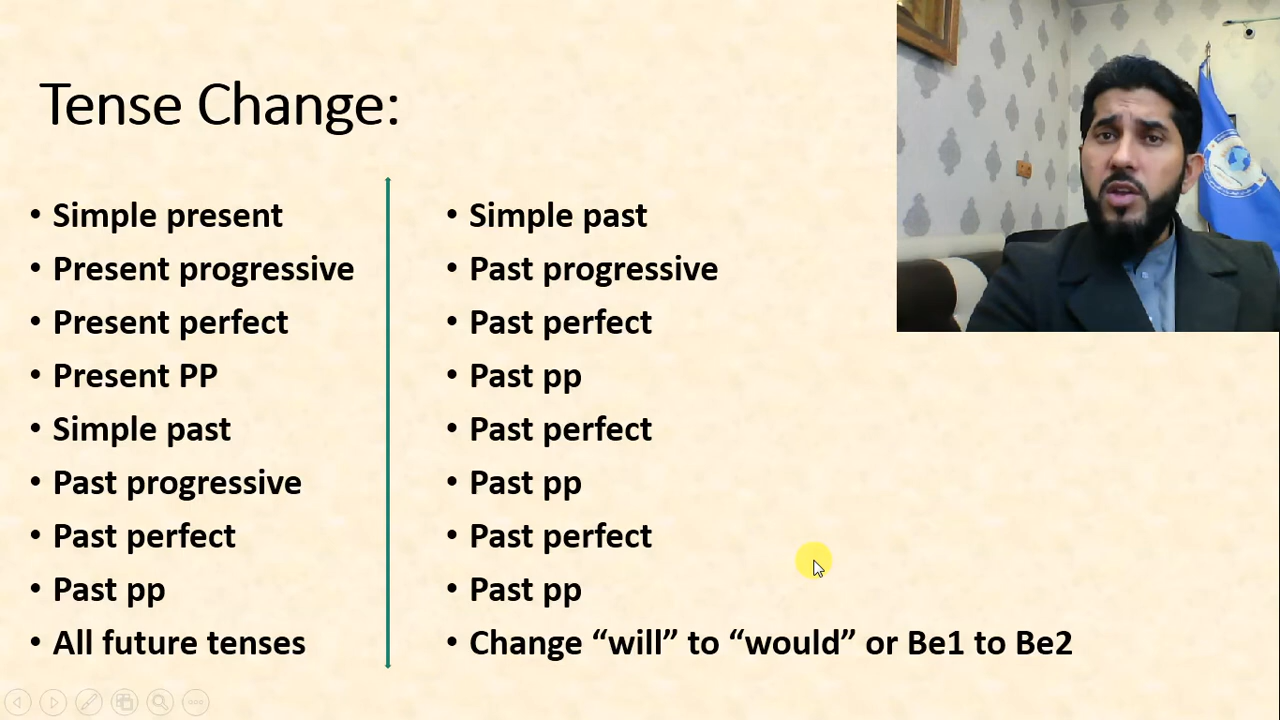 Tense Change:
• Simple present
• Present progressive
• Present perfect
• Present PP
• Simple past
• Past progressive
• Past perfect
• Past pp
• All future tenses
• Simple past
• Past progressive
• Past perfect
• Past pp
• Past perfect
• Past pp
• Past perfect
• Past pp
• Change “will” to “would” or Be1 to Be2